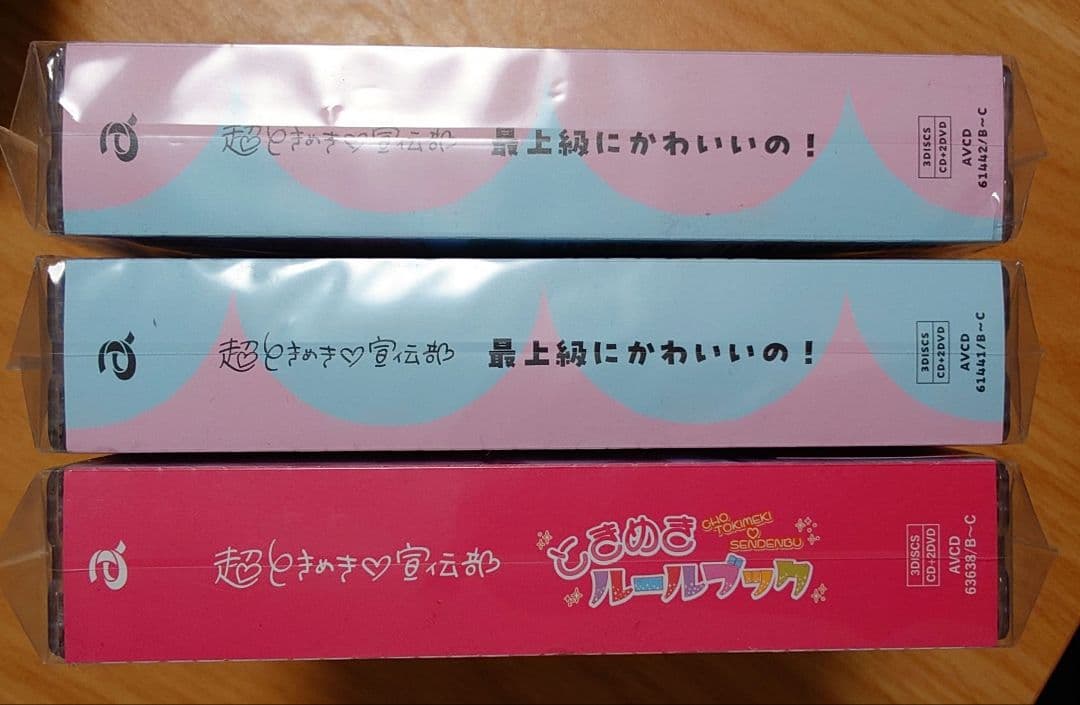 超ときめき♡宣伝部 最上級にかわいいの!
3DISCS
CD+2DVD
AVCD
61442/B~C
超ときめき♡宣伝部 最上級にかわいいの!
3DISCS
CD+2DVD
AVCD
61441/B~C
超ときめき♡宣伝部
ときめき
ルールブック
CHO
TOKIMEKI
♡
SENDENBU
3DISCS
CD+2DVD
AVCD
63638/B~C